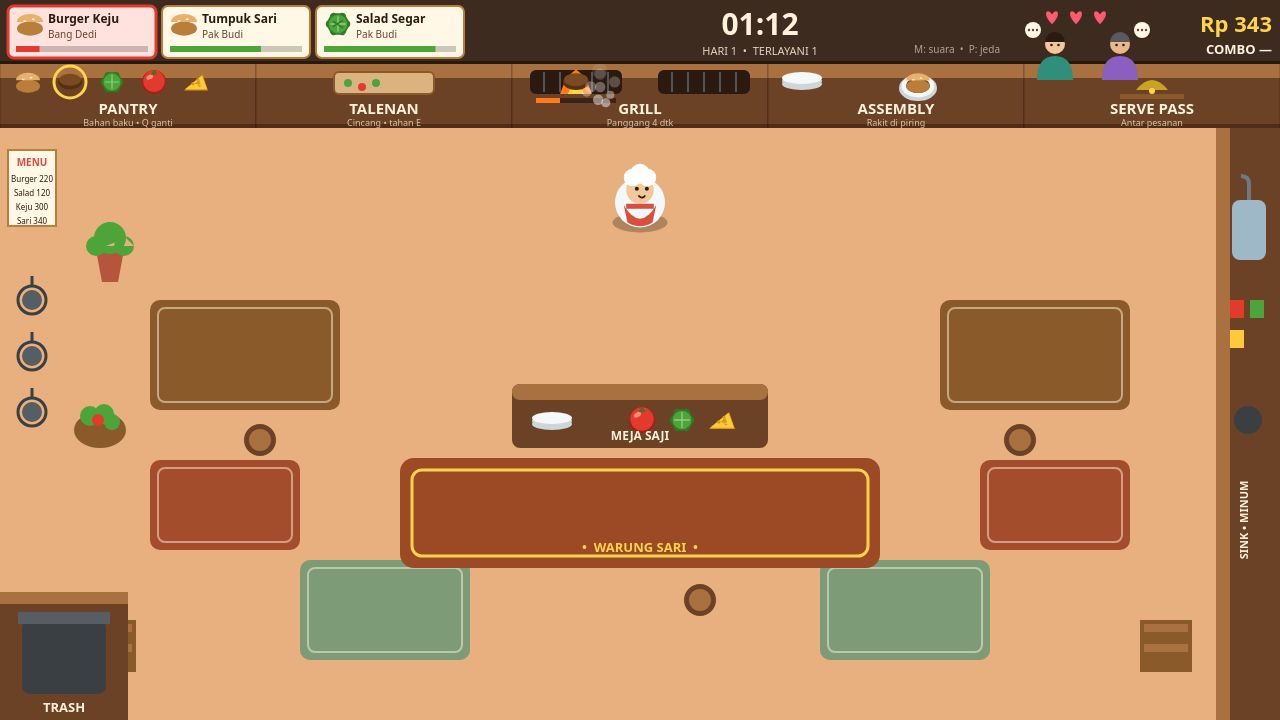 Burger Keju
Bang Dedi
Tumpuk Sari
Pak Budi
Salad Segar
Pak Budi
01:12
HARI 1 • TERLAYANI 1
M: suara • P: jeda
Rp 343
COMBO —
PANTRY
Bahan baku • Q ganti
TALENAN
Cincang • tahan E
GRILL
Panggang 4 dtk
ASSEMBLY
Rakit di piring
SERVE PASS
Antar pesanan
MENU
Burger 220
Salad 120
Keju 300
Sari 340
MEJA SAJI
• WARUNG SARI •
SINK • MINUM
TRASH